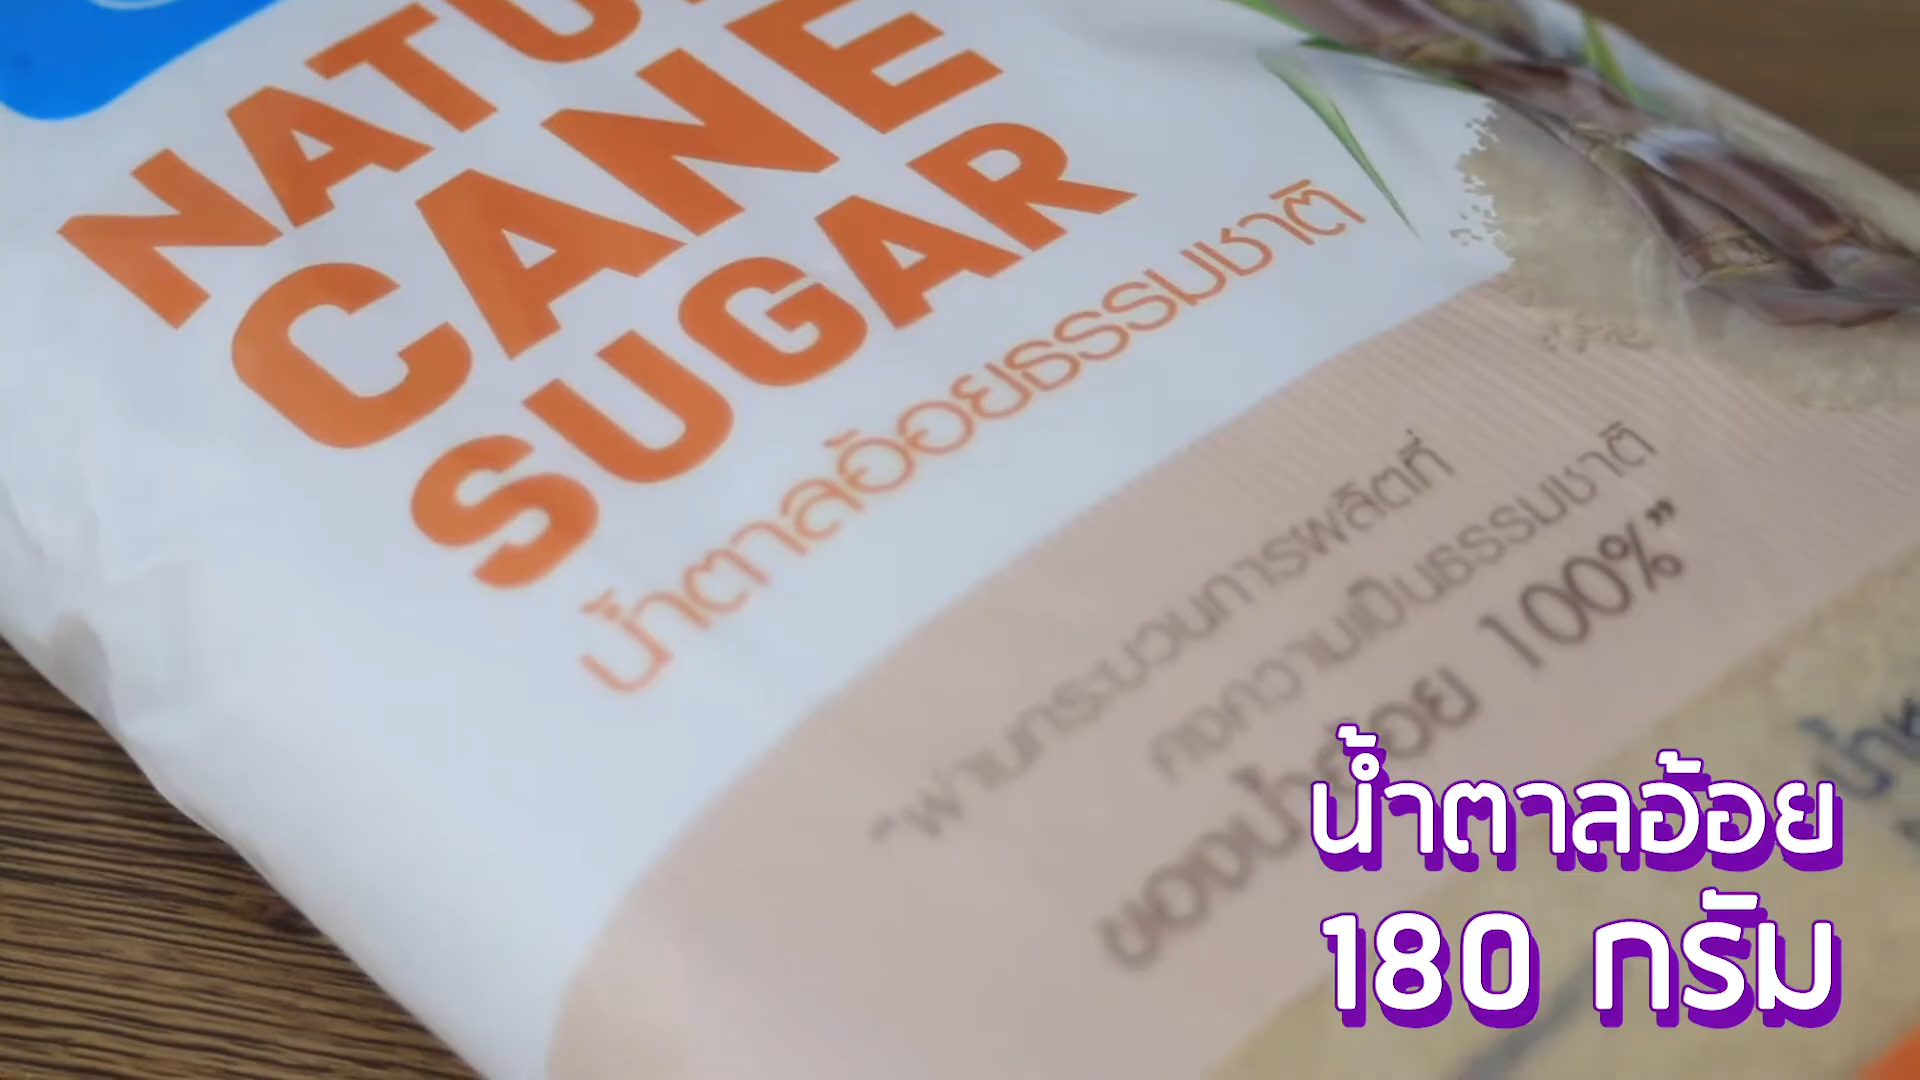 CANE
SUGAR
น้ำตาลอ้อยธรรมชาติ
“ผ่านกระบวนการผลิตที่
คงความเป็นธรรมชาติ
ของน้ำอ้อย 100%”
น้ำตาลอ้อย
180 กรัม